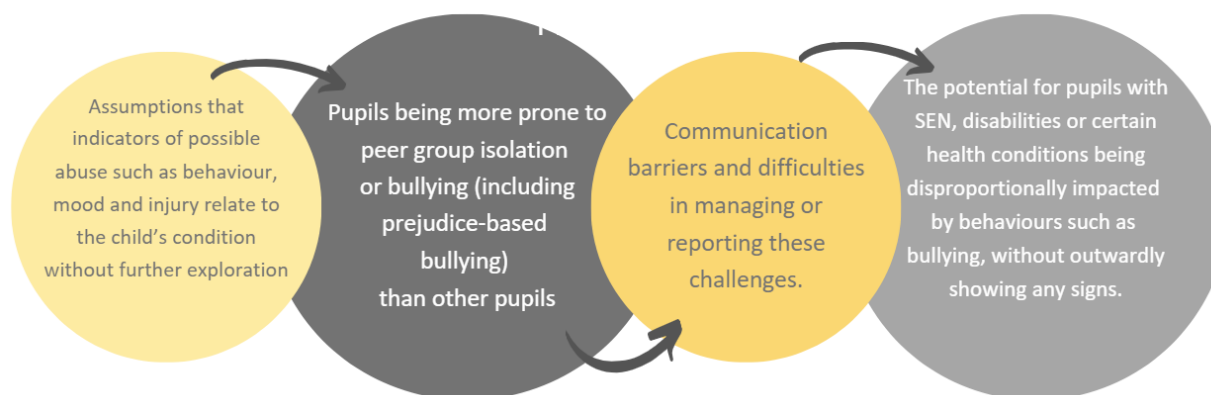 Assumptions that
indicators of possible
abuse such as behaviour,
mood and injury relate to
the child's condition
without further exploration
Pupils being more prone to
peer group isolation
or bullying (including
prejudice-based
bullying)
than other pupils
Communication
barriers and difficulties
in managing or
reporting these
challenges.
The potential for pupils with
SEN, disabilities or certain
health conditions being
disproportionally impacted
by behaviours such as
bullying, without outwardly
showing any signs.